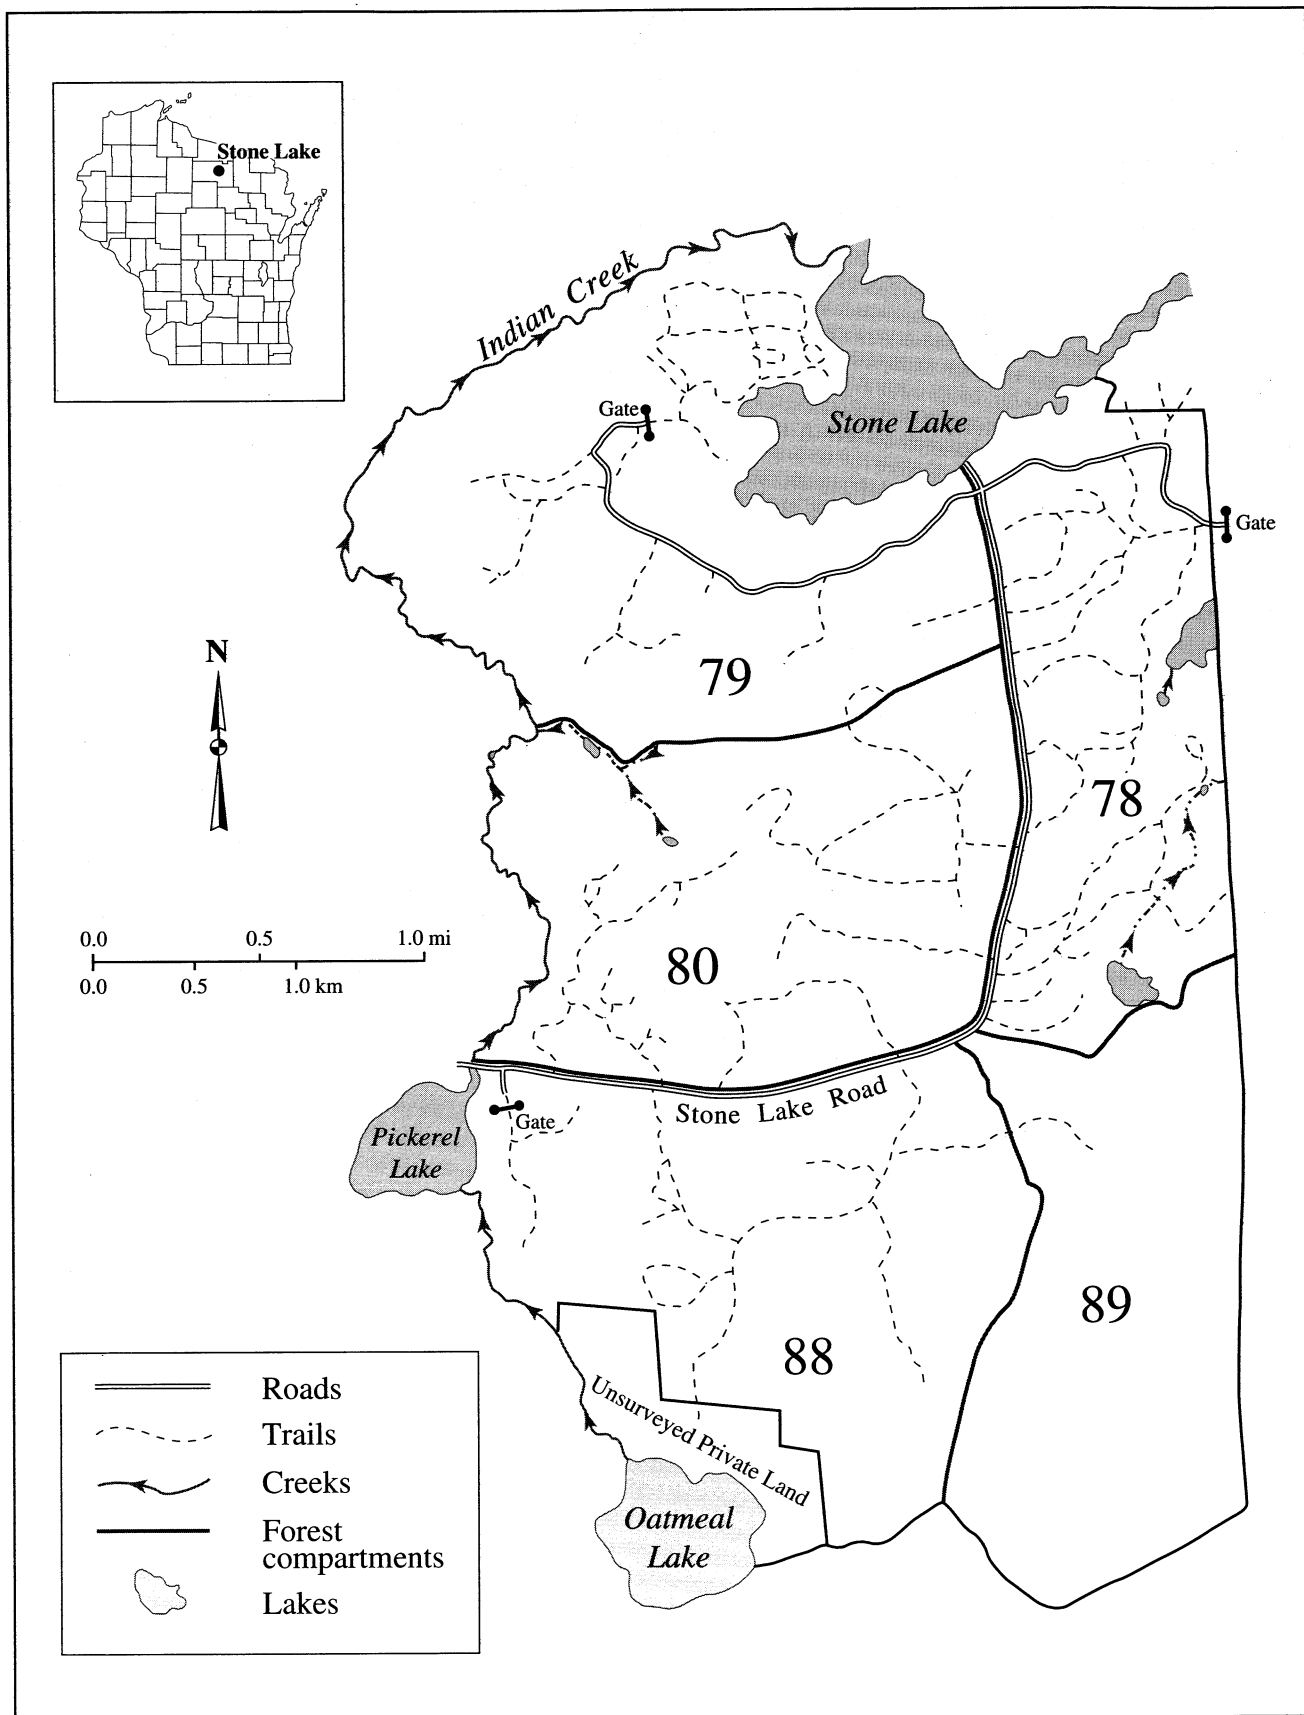 Stone Lake
Indian Creek
Gate
Stone Lake
Gate
N
79
78
0.0 0.5 1.0 mi
0.0 0.5 1.0 km
80
Stone Lake Road
Gate
Pickerel
Lake
89
88
Unsurveyed Private Land
Oatmeal
Lake
Roads
Trails
Creeks
Forest
compartments
Lakes